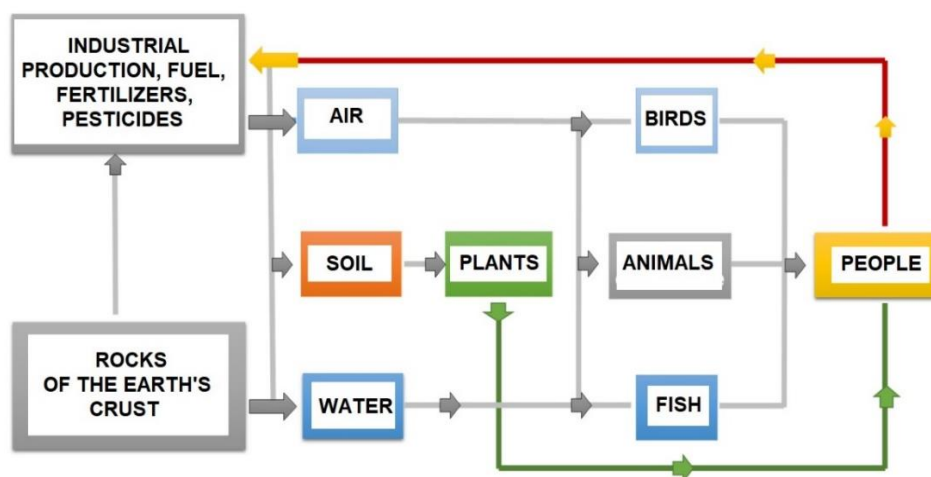 INDUSTRIAL
PRODUCTION, FUEL,
FERTILIZERS,
PESTICIDES
AIR
BIRDS
SOIL
PLANTS
ANIMALS
PEOPLE
ROCKS
OF THE EARTH'S
CRUST
WATER
FISH